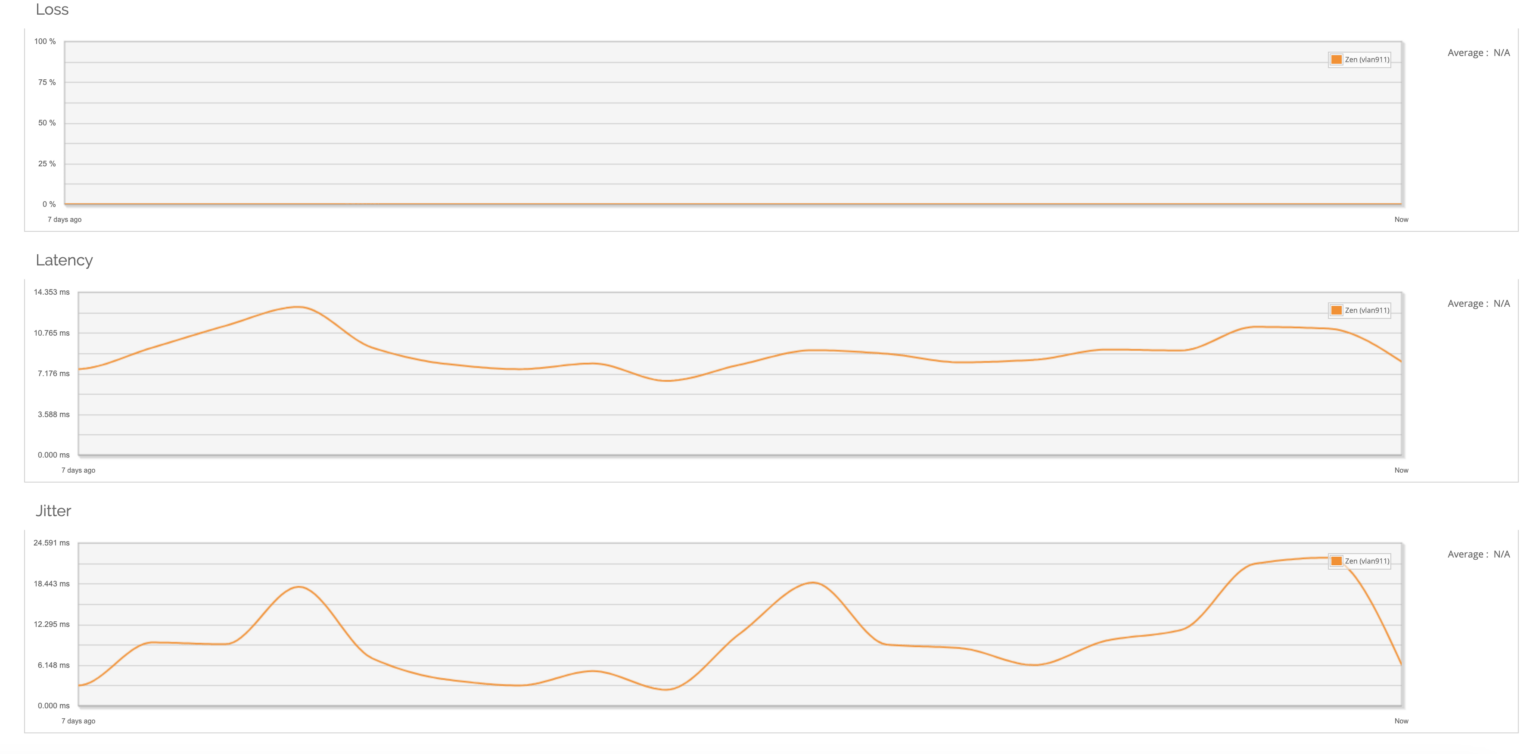 Loss
100 %
Zen (vlan911)
Average : N/A
75 %
50 %
25 %
0 %
7 days ago
Now
Latency
14.353 ms
Zen (vlan911)
Average : N/A
10.765 ms
7.176 ms
3.588 ms
0.000 ms
7 days ago
Now
Jitter
24.591 ms
Zen (vlan911)
Average : N/A
18.443 ms
12.295 ms
6.148 ms
0.000 ms
7 days ago
Now